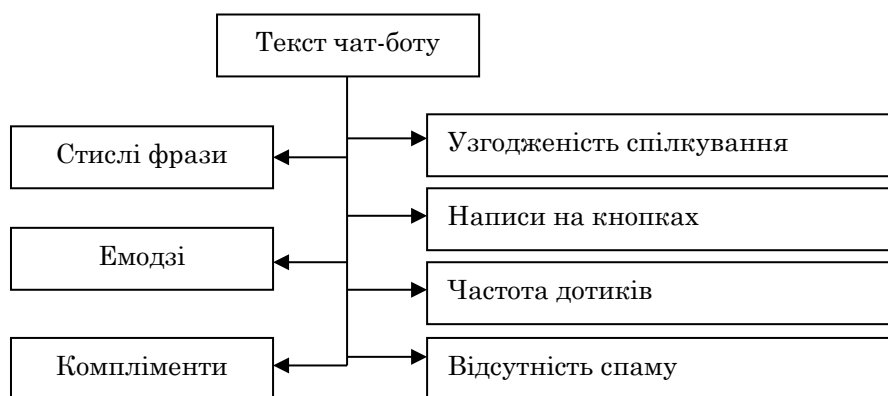 Текст чат-боту
Стислі фрази
Емодзі
Компліменти
Узгодженість спілкування
Написи на кнопках
Частота дотиків
Відсутність спаму